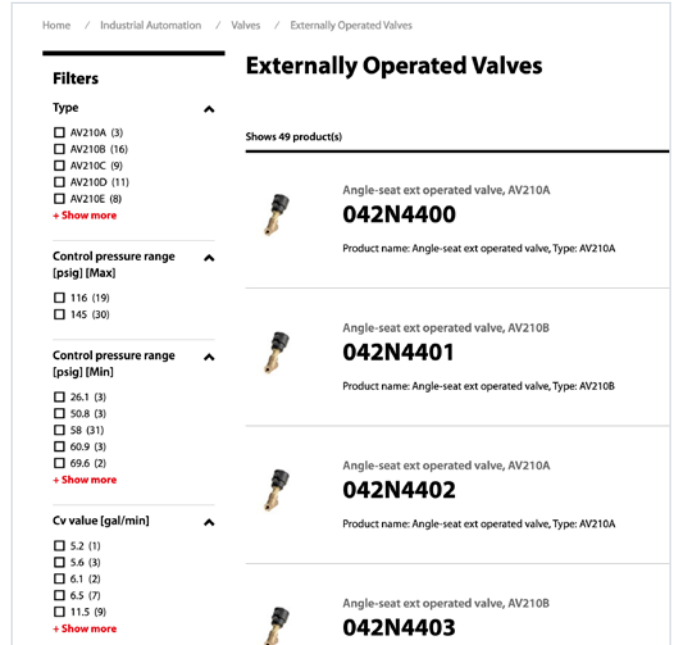 Home / Industrial Automation / Valves / Externally Operated Valves
Filters
Type
AV210A (3)
AV210B (16)
AV210C (9)
AV210D (11)
AV210E (8)
+ Show more
Control pressure range
[psig] [Max]
116 (19)
145 (30)
Control pressure range
[psig] [Min]
26.1 (3)
50.8 (3)
58 (31)
60.9 (3)
69.6 (2)
+ Show more
Cv value [gal/min]
5.2 (1)
5.6 (3)
6.1 (2)
6.5 (7)
11.5 (9)
+ Show more
Externally Operated Valves
Shows 49 product(s)
Angle-seat ext operated valve, AV210A
042N4400
Product name: Angle-seat ext operated valve, Type: AV210A
Angle-seat ext operated valve, AV210B
042N4401
Product name: Angle-seat ext operated valve, Type: AV210B
Angle-seat ext operated valve, AV210A
042N4402
Product name: Angle-seat ext operated valve, Type: AV210A
Angle-seat ext operated valve, AV210B
042N4403